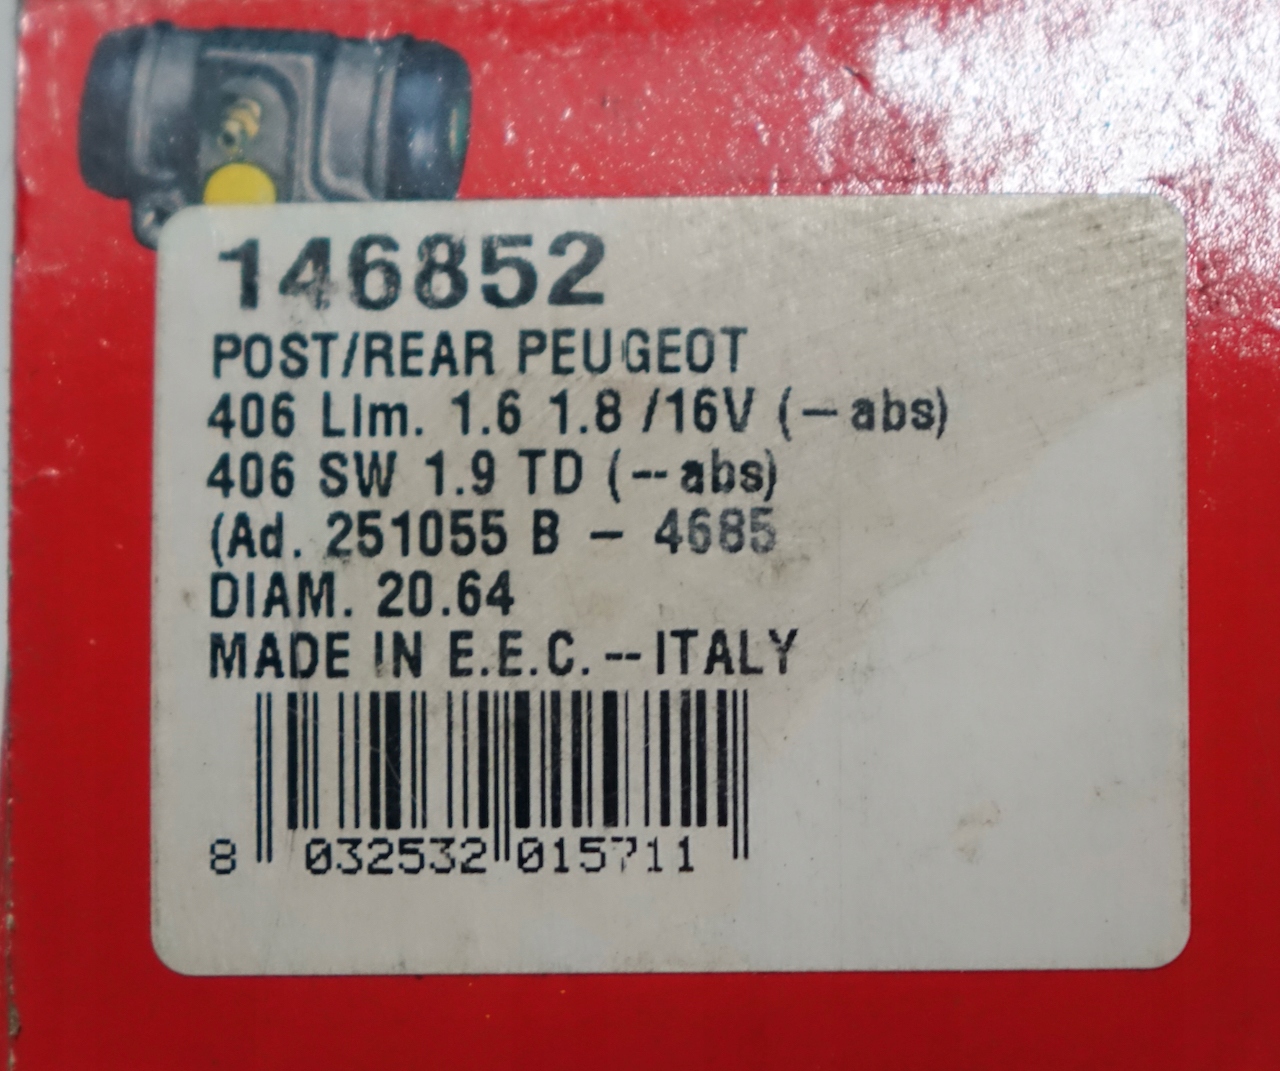 146852
POST/REAR PEUGEOT
406 Lim. 1.6 1.8 /16V (-abs)
406 SW 1.9 TD (--abs)
(Ad. 251055 B - 4685
DIAM. 20.64
MADE IN E.E.C. --ITALY
8 032532 015711